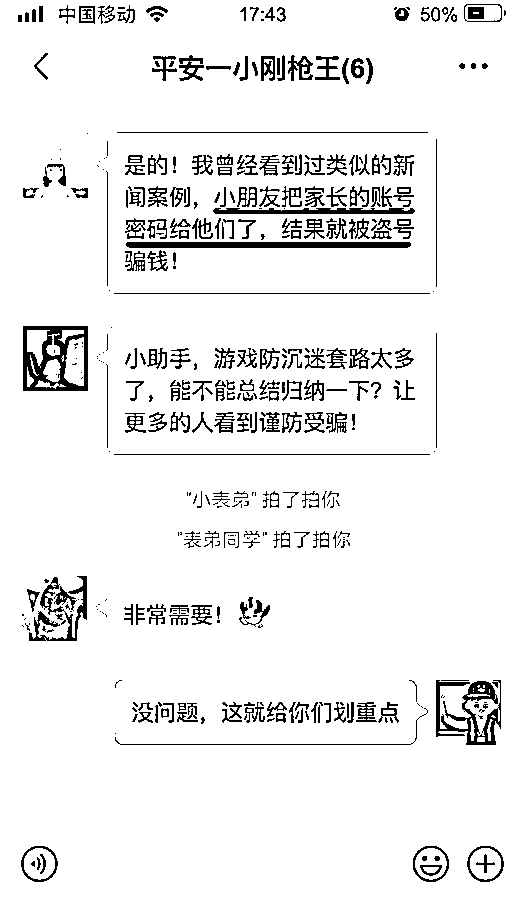 中国移动
17:43
50%
平安一小刚枪王(6)
是的！我曾经看到过类似的新
闻案例，小朋友把家长的账号
密码给他们了，结果就被盗号
骗钱！
小助手，游戏防沉迷套路太多
了，能不能总结归纳一下？让
更多的人看到谨防受骗！
"小表弟" 拍了拍你
"表弟同学" 拍了拍你
非常需要！
没问题，这就给你们划重点